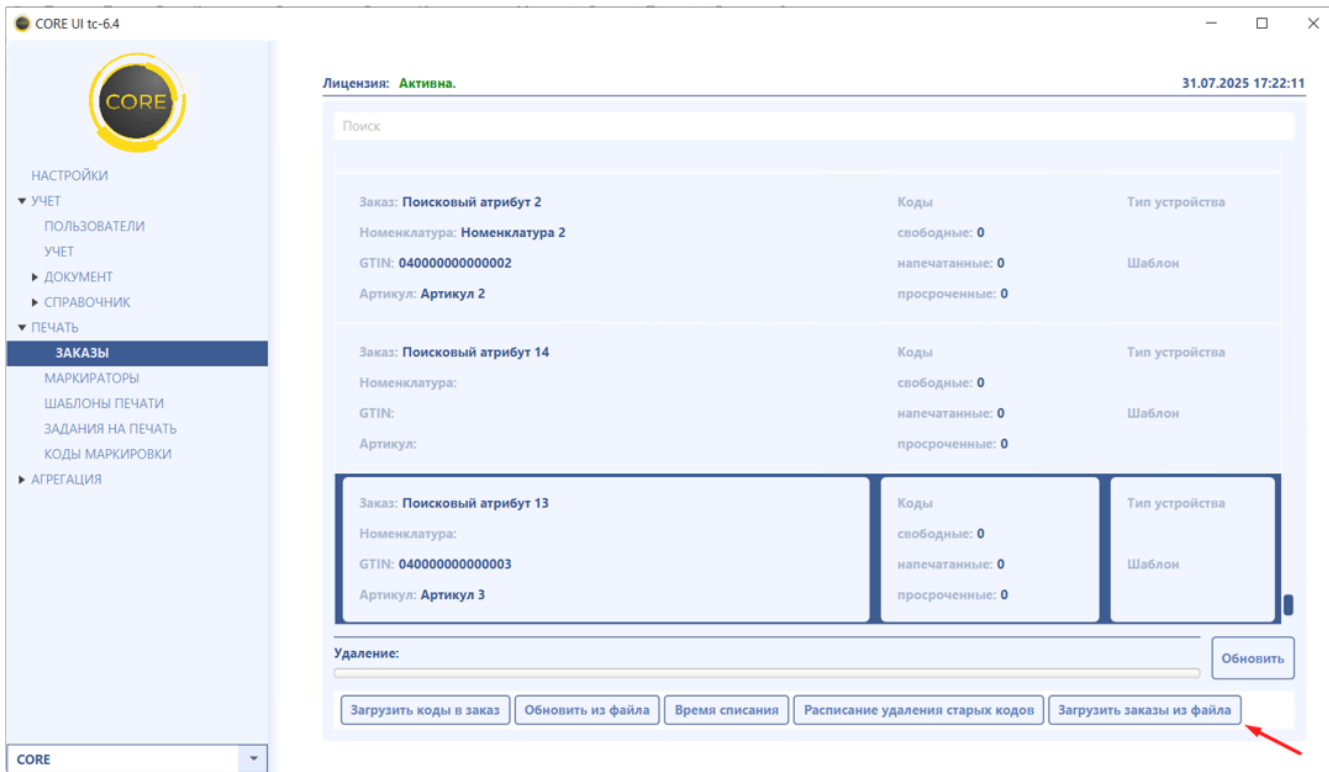 CORE UI tc-6.4
CORE
НАСТРОЙКИ
УЧЕТ
ПОЛЬЗОВАТЕЛИ
УЧЕТ
ДОКУМЕНТ
СПРАВОЧНИК
ПЕЧАТЬ
ЗАКАЗЫ
МАРКИРАТОРЫ
ШАБЛОНЫ ПЕЧАТИ
ЗАДАНИЯ НА ПЕЧАТЬ
КОДЫ МАРКИРОВКИ
АГРЕГАЦИЯ
CORE
Лицензия: Активна. 31.07.2025 17:22:11
Поиск
Заказ: Поисковый атрибут 2 Коды Тип устройства
Номенклатура: Номенклатура 2 свободные: 0
GTIN: 040000000000002 напечатанные: 0 Шаблон
Артикул: Артикул 2 просроченные: 0
Заказ: Поисковый атрибут 14 Коды Тип устройства
Номенклатура: свободные: 0
GTIN: напечатанные: 0 Шаблон
Артикул: просроченные: 0
Заказ: Поисковый атрибут 13 Коды Тип устройства
Номенклатура: свободные: 0
GTIN: 040000000000003 напечатанные: 0 Шаблон
Артикул: Артикул 3 просроченные: 0
Удаление:
Обновить
Загрузить коды в заказ Обновить из файла Время списания Расписание удаления старых кодов Загрузить заказы из файла